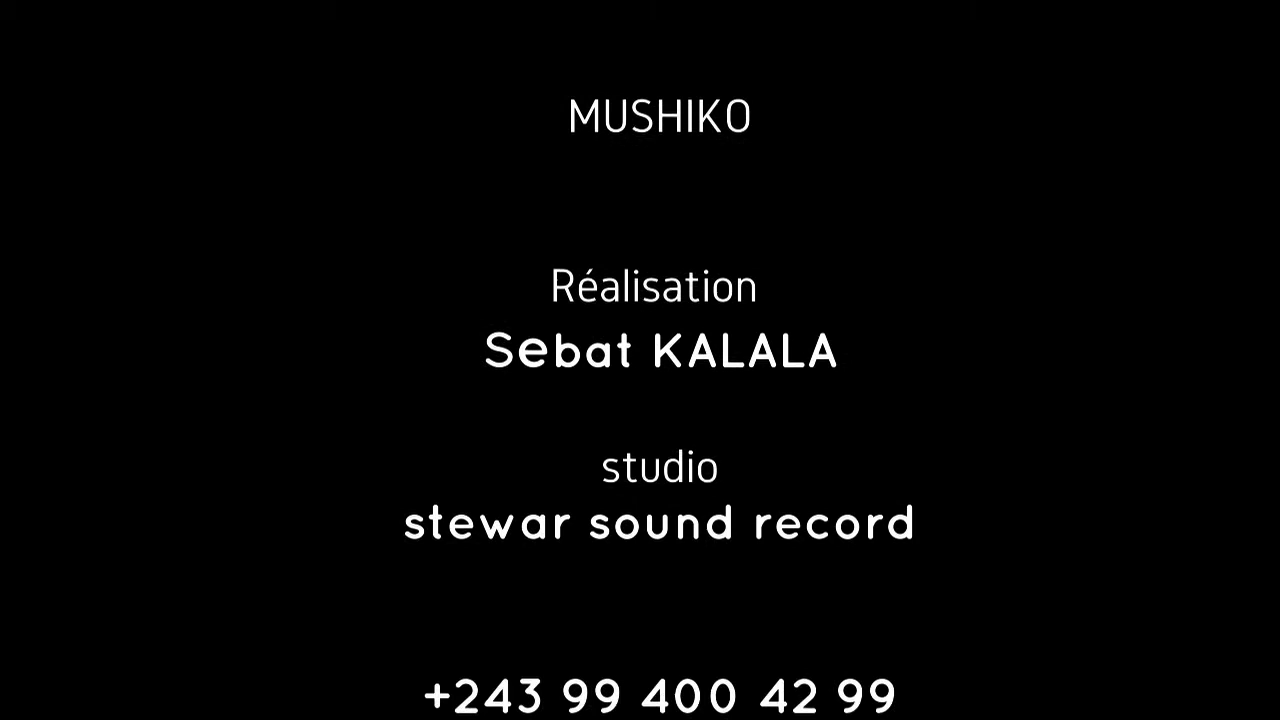 MUSHIKO
Réalisation
Sebat KALALA
studio
stewar sound record
+243 99 400 42 99